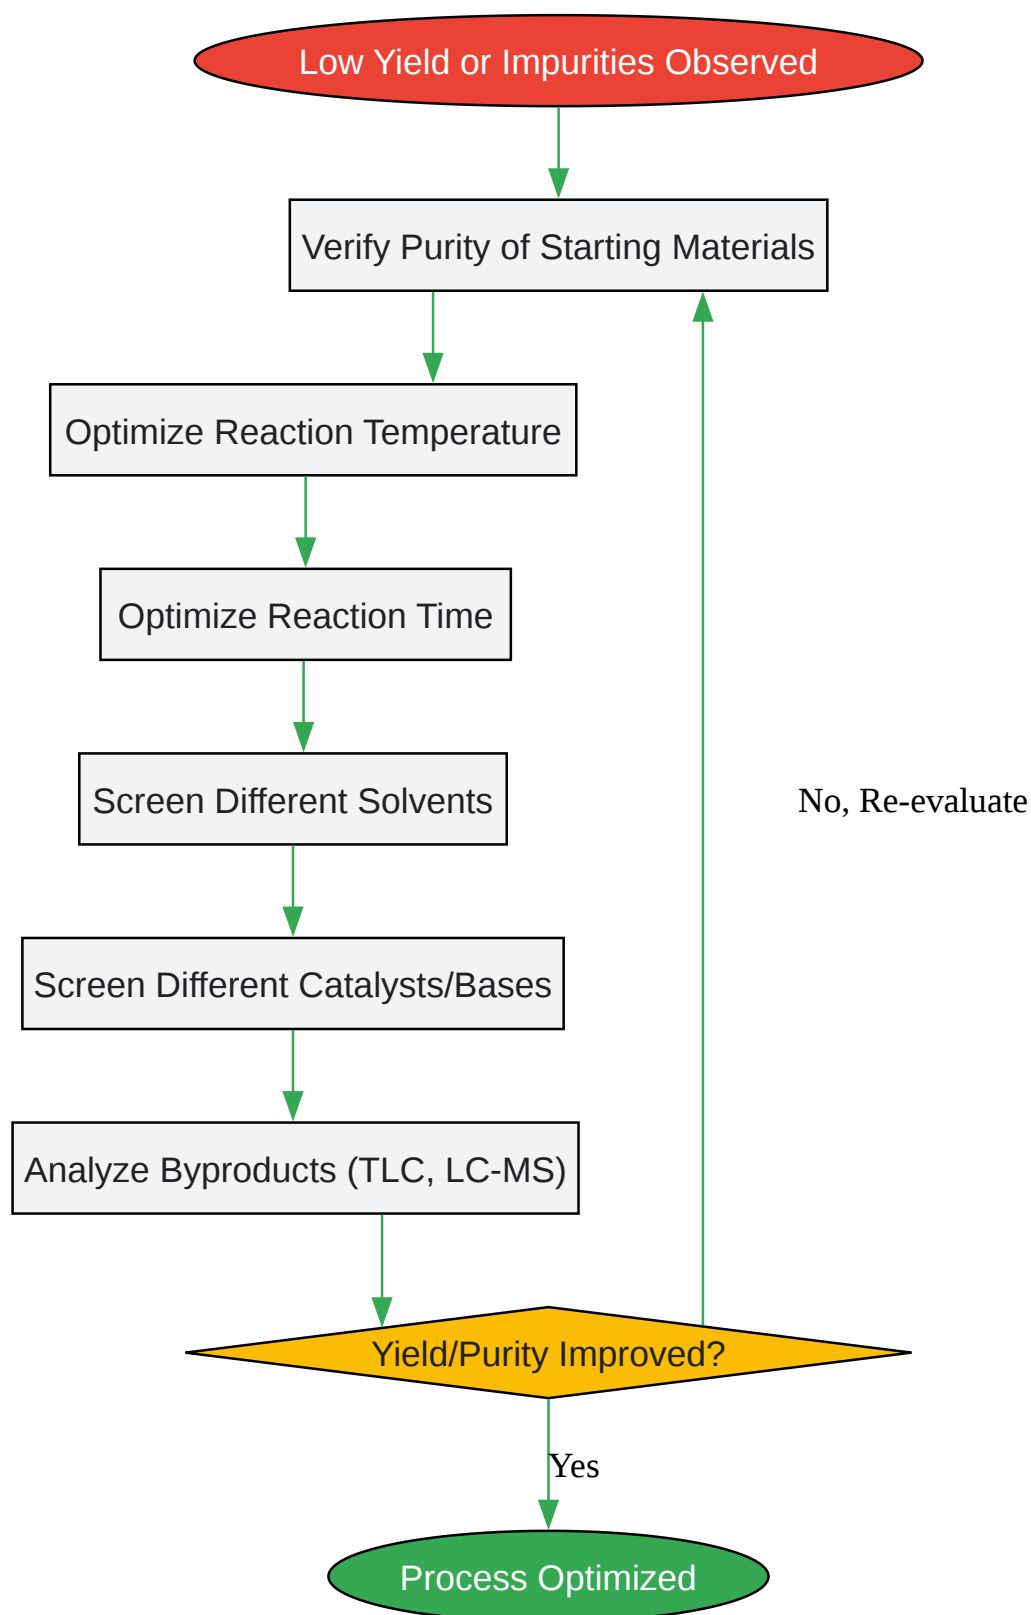 Low Yield or Impurities Observed
Verify Purity of Starting Materials
Optimize Reaction Temperature
Optimize Reaction Time
Screen Different Solvents
No, Re-evaluate
Screen Different Catalysts/Bases
Analyze Byproducts (TLC, LC-MS)
Yield/Purity Improved?
Yes
Process Optimized